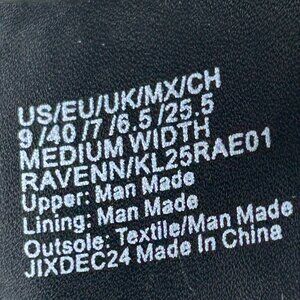 US/EU/UK/MX/CH
9 /40 /7 /6.5 /25.5
MEDIUM WIDTH
RAVENN/KL25RAE01
Upper: Man Made
Lining: Man Made
Outsole: Textile/Man Made
JIXDEC24 Made In China